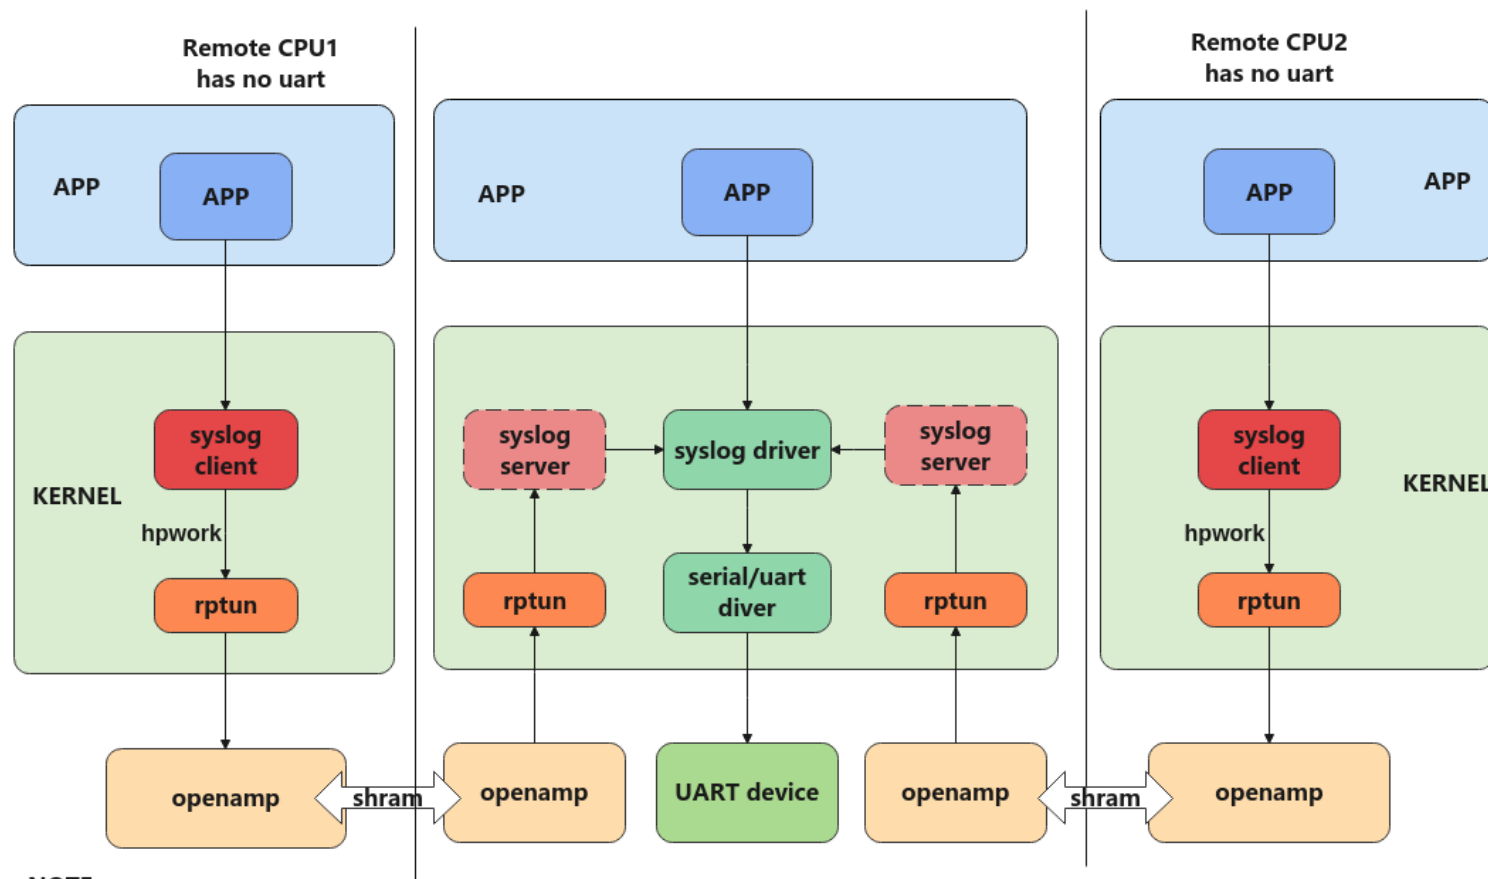 Remote CPU1
has no uart
Remote CPU2
has no uart
APP
APP
APP
APP
APP
APP
syslog
client
KERNEL
hpwork
rptun
openamp
shram
syslog
server
syslog driver
syslog
server
rptun
serial/uart
diver
rptun
openamp
UART device
openamp
shram
syslog
client
KERNEL
hpwork
rptun
openamp